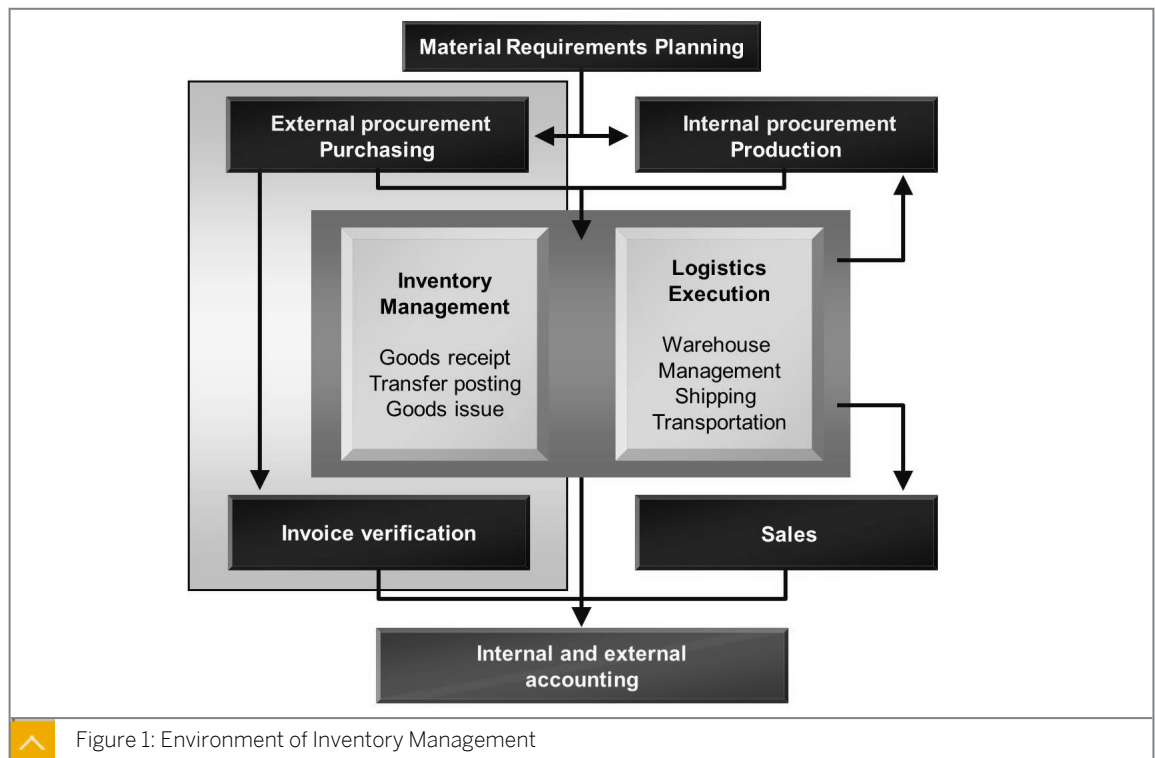 Material Requirements Planning
External procurement
Purchasing
Internal procurement
Production
Inventory
Management
Goods receipt
Transfer posting
Goods issue
Logistics
Execution
Warehouse
Management
Shipping
Transportation
Invoice verification
Sales
Internal and external
accounting
Figure 1: Environment of Inventory Management